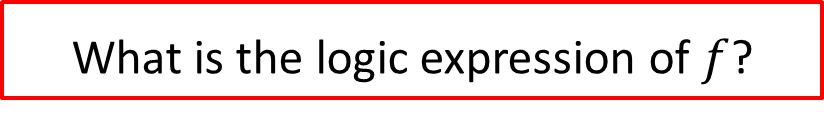 What is the logic expression of f?